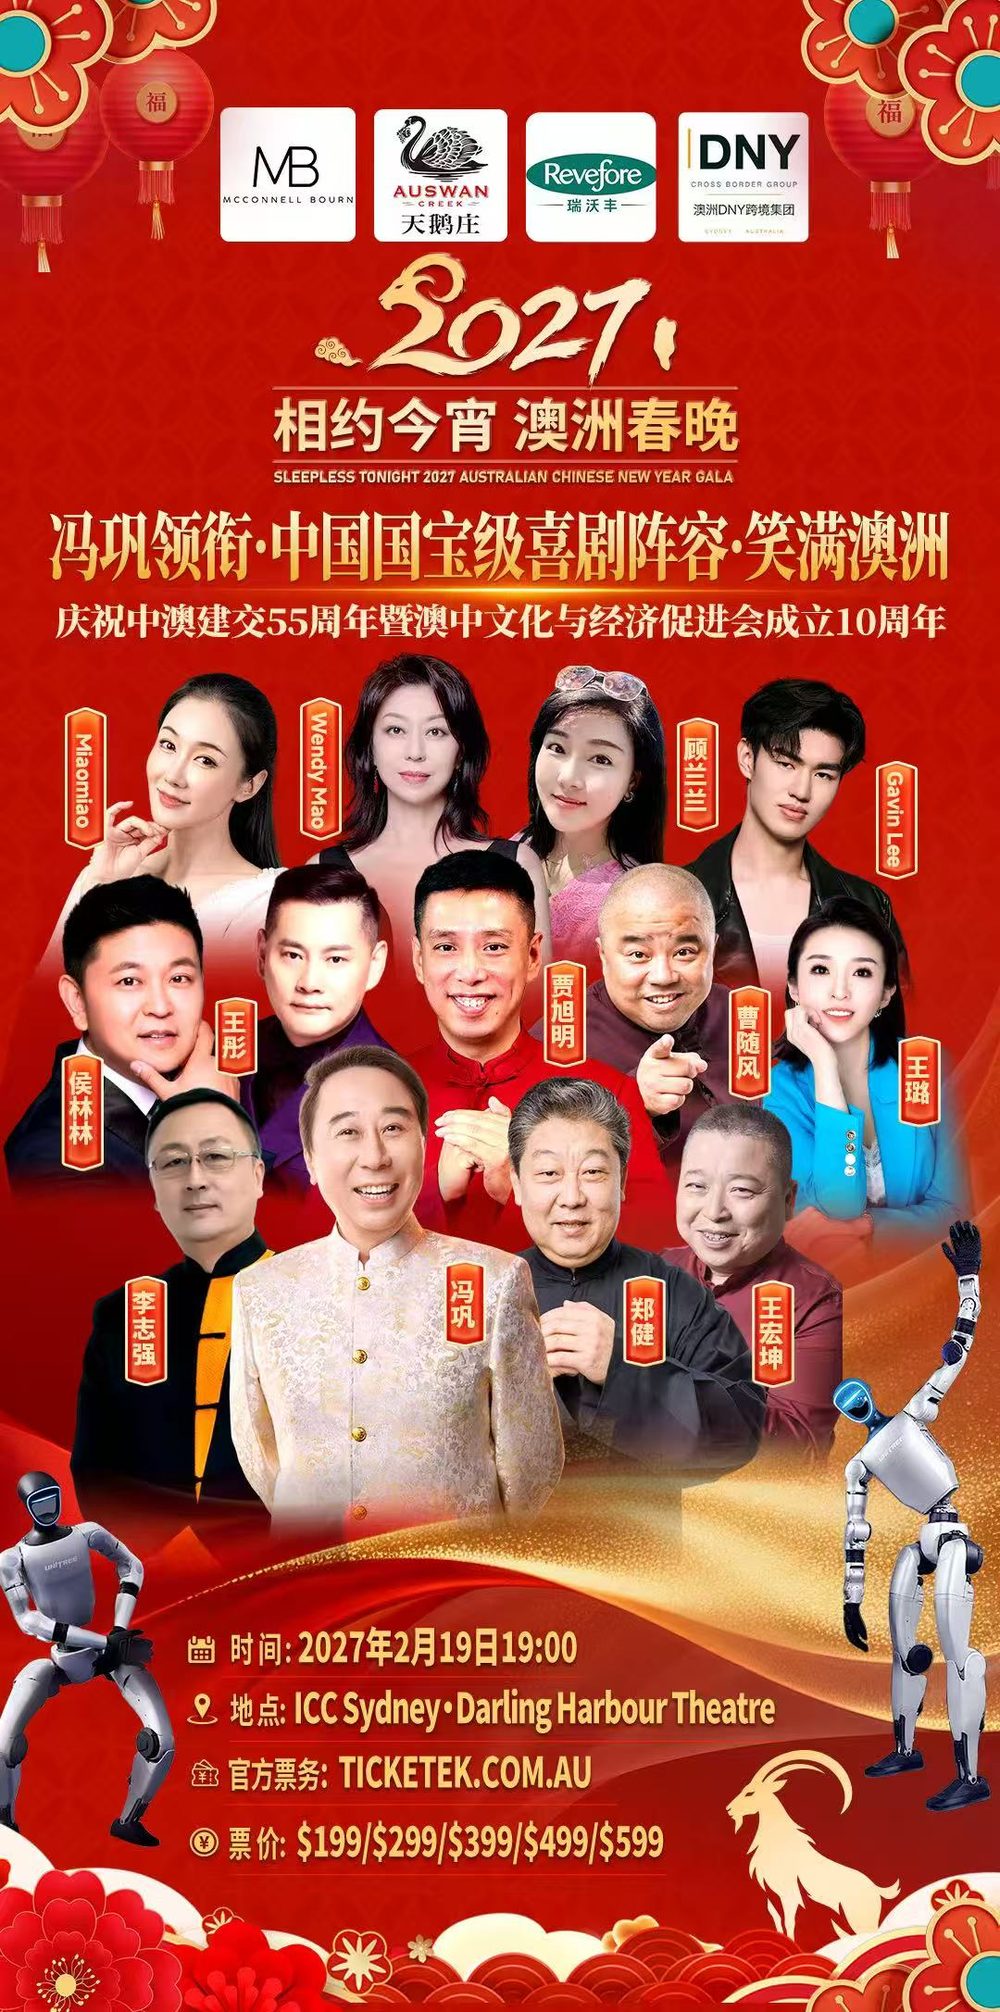 福
福
MB
MCCONNELL BOURN
AUSWAN
CREEK
天鹅庄
Revefore
瑞沃丰
DNY
CROSS BORDER GROUP
澳洲DNY跨境集团
SYDNEY AUSTRALIA
2027
相约今宵 澳洲春晚
SLEEPLESS TONIGHT 2027 AUSTRALIAN CHINESE NEW YEAR GALA
冯巩领衔·中国国宝级喜剧阵容·笑满澳洲
庆祝中澳建交55周年暨澳中文化与经济促进会成立10周年
Miaomiao
Wendy Mao
顾兰兰
Gavin Lee
侯林林
王彤
贾旭明
曹随风
王璐
李志强
冯巩
郑健
王宏坤
UNITREE
时间: 2027年2月19日19:00
地点: ICC Sydney·Darling Harbour Theatre
官方票务: TICKETEK.COM.AU
票价: $199/$299/$399/$499/$599